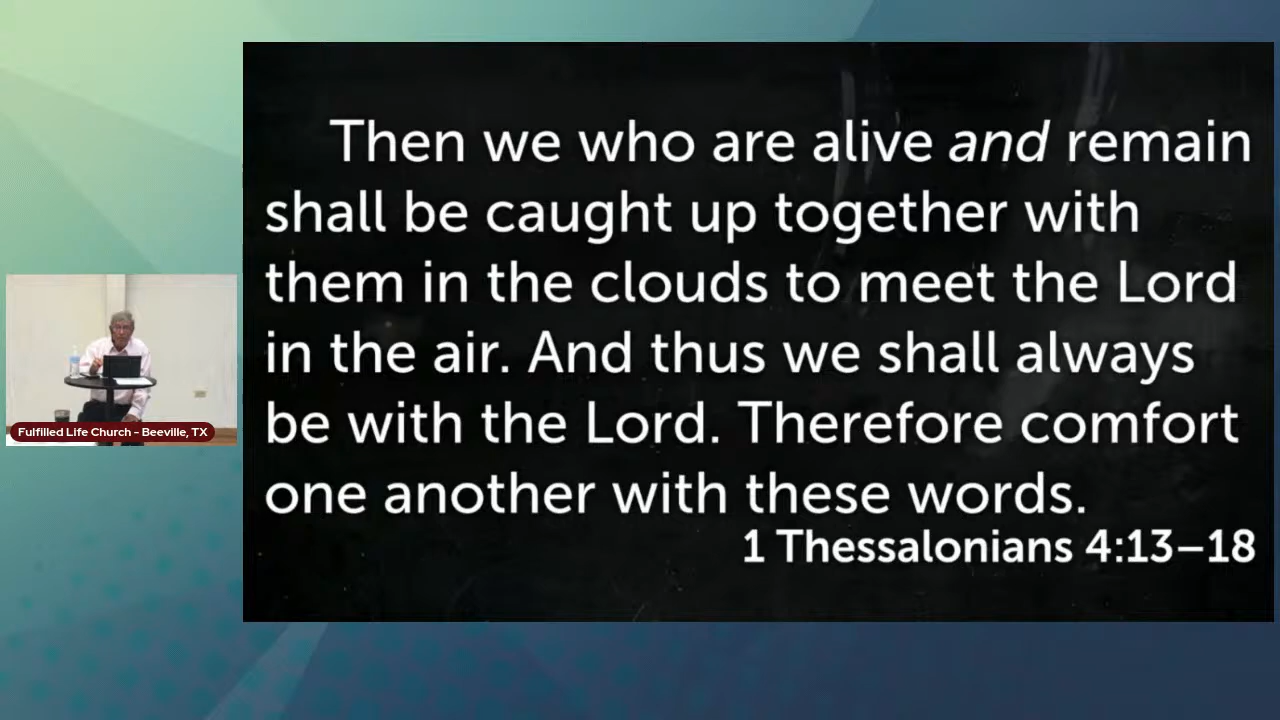 Then we who are alive and remain
shall be caught up together with
them in the clouds to meet the Lord
in the air. And thus we shall always
be with the Lord. Therefore comfort
one another with these words.
1 Thessalonians 4:13–18
Fulfilled Life Church - Beeville, TX